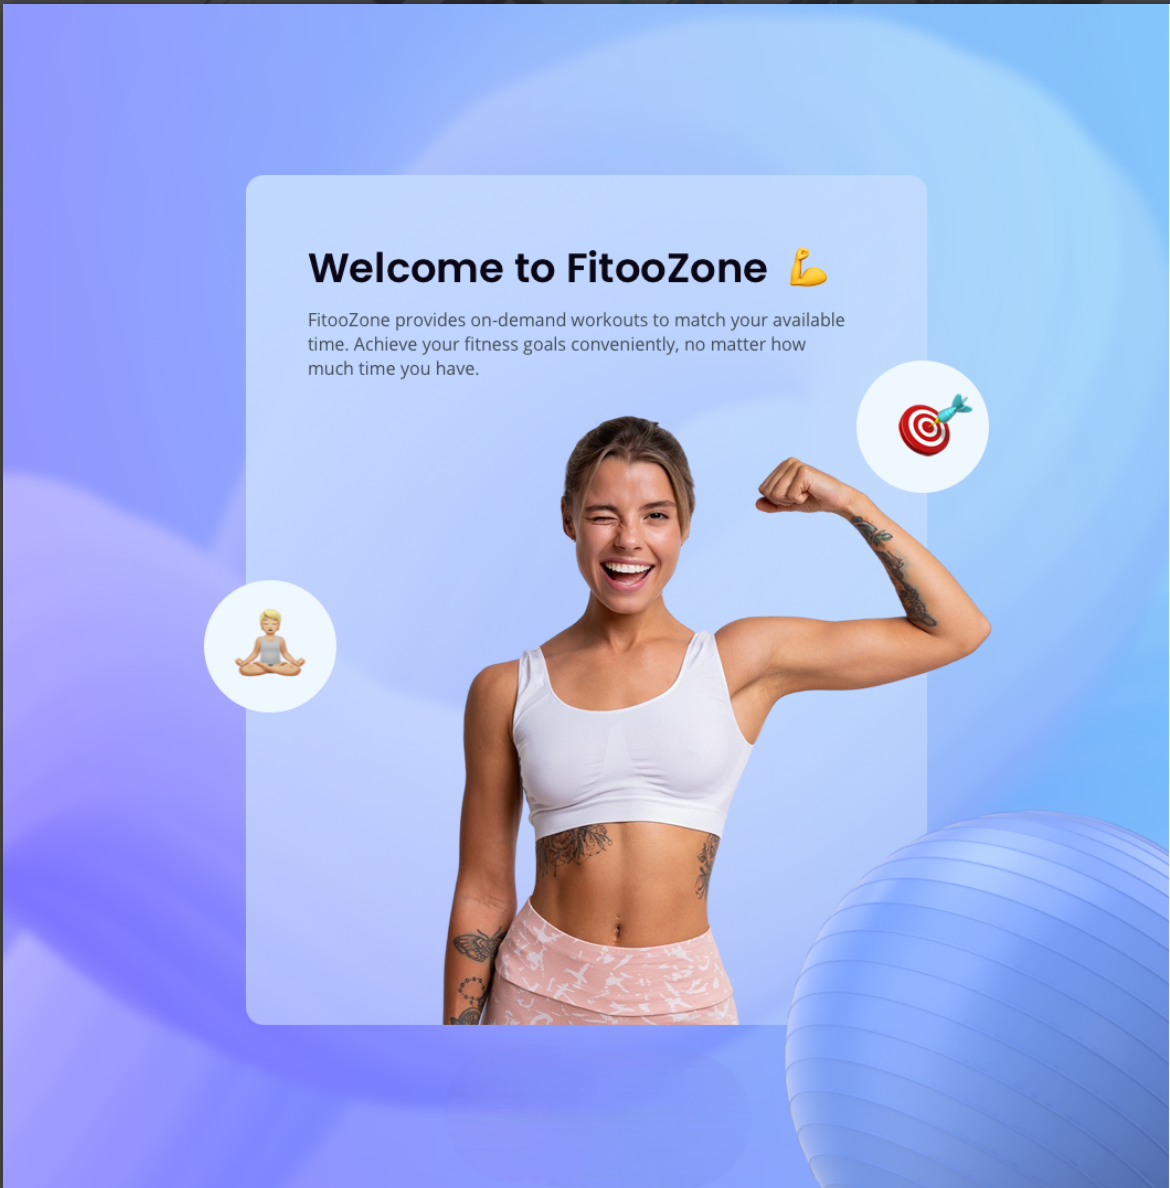 Welcome to FitooZone 💪
FitooZone provides on-demand workouts to match your available
time. Achieve your fitness goals conveniently, no matter how
much time you have.